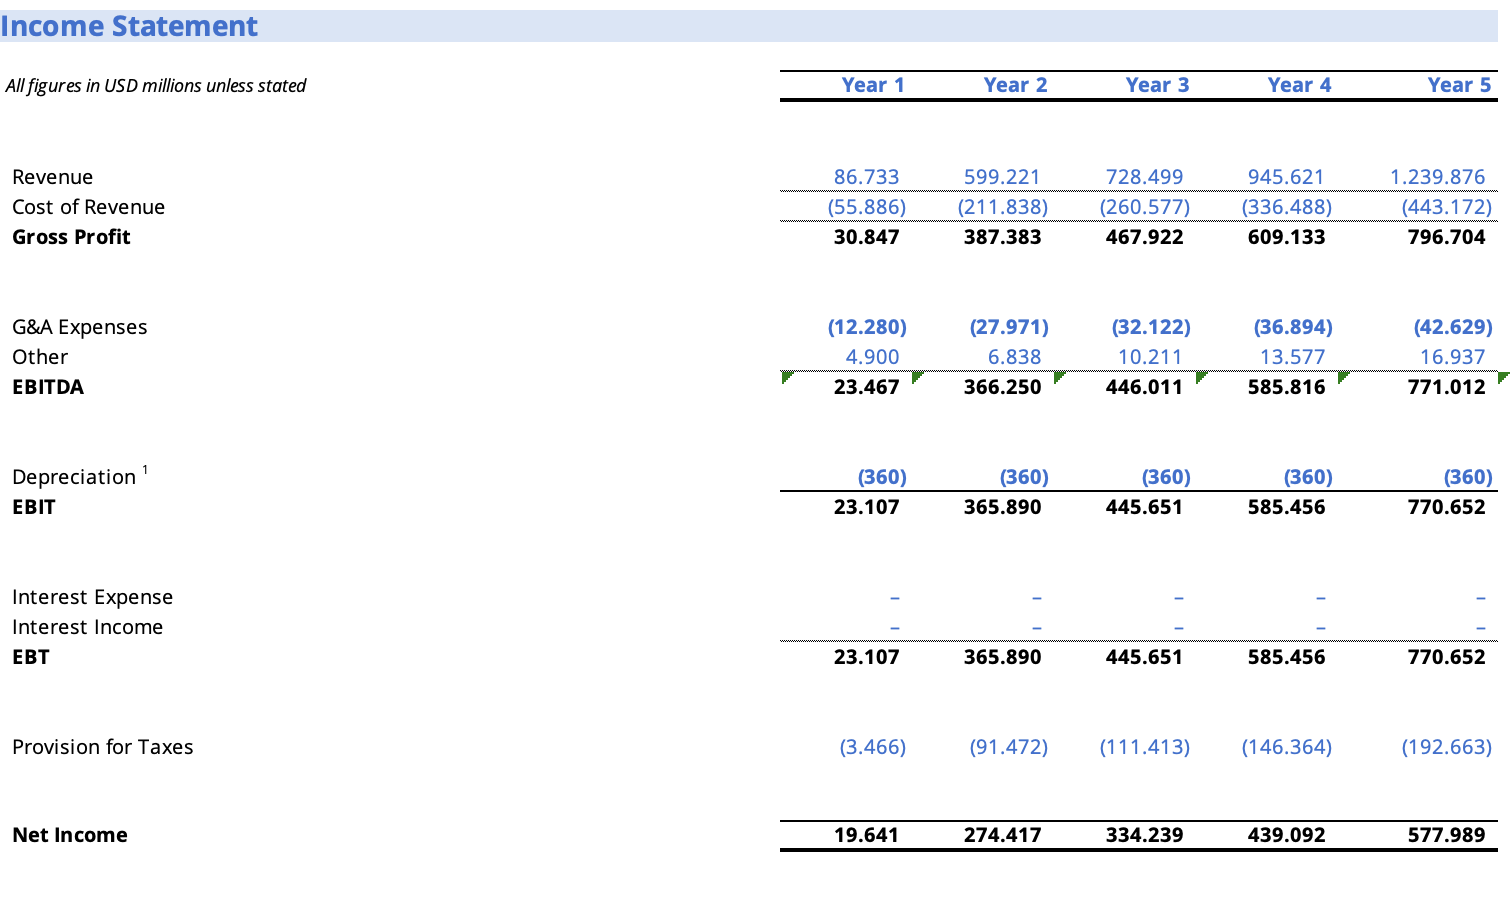 Income Statement
All figures in USD millions unless stated Year 1 Year 2 Year 3 Year 4 Year 5
Revenue 86.733 599.221 728.499 945.621 1.239.876
Cost of Revenue (55.886) (211.838) (260.577) (336.488) (443.172)
Gross Profit 30.847 387.383 467.922 609.133 796.704
G&A Expenses (12.280) (27.971) (32.122) (36.894) (42.629)
Other 4.900 6.838 10.211 13.577 16.937
EBITDA 23.467 366.250 446.011 585.816 771.012
Depreciation ¹ (360) (360) (360) (360) (360)
EBIT 23.107 365.890 445.651 585.456 770.652
Interest Expense – – – – –
Interest Income – – – – –
EBT 23.107 365.890 445.651 585.456 770.652
Provision for Taxes (3.466) (91.472) (111.413) (146.364) (192.663)
Net Income 19.641 274.417 334.239 439.092 577.989